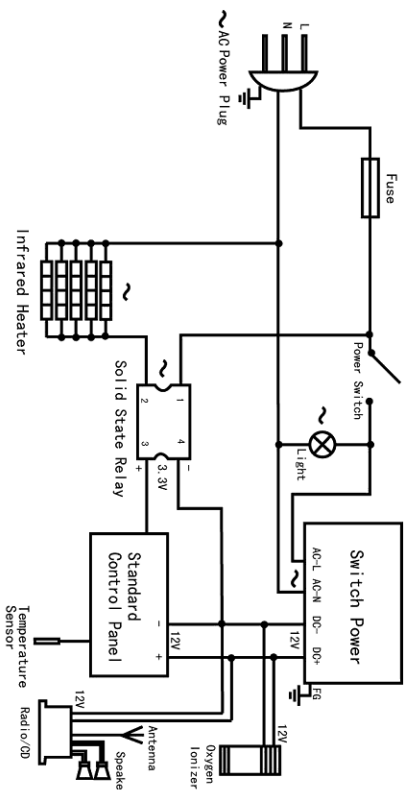 L
N
~ AC Power Plug
Fuse
Infrared Heater
~
Power Switch
~
1
2
3
4
Solid State Relay
~
+
3.3V
-
Light
Switch Power
AC-L
AC-N
DC-
DC+
~
12V
FG
Standard
Control Panel
-
+
12V
Temperature
Sensor
12V
Radio/CD
Antenna
Speake
12V
Oxygen
Ionizer